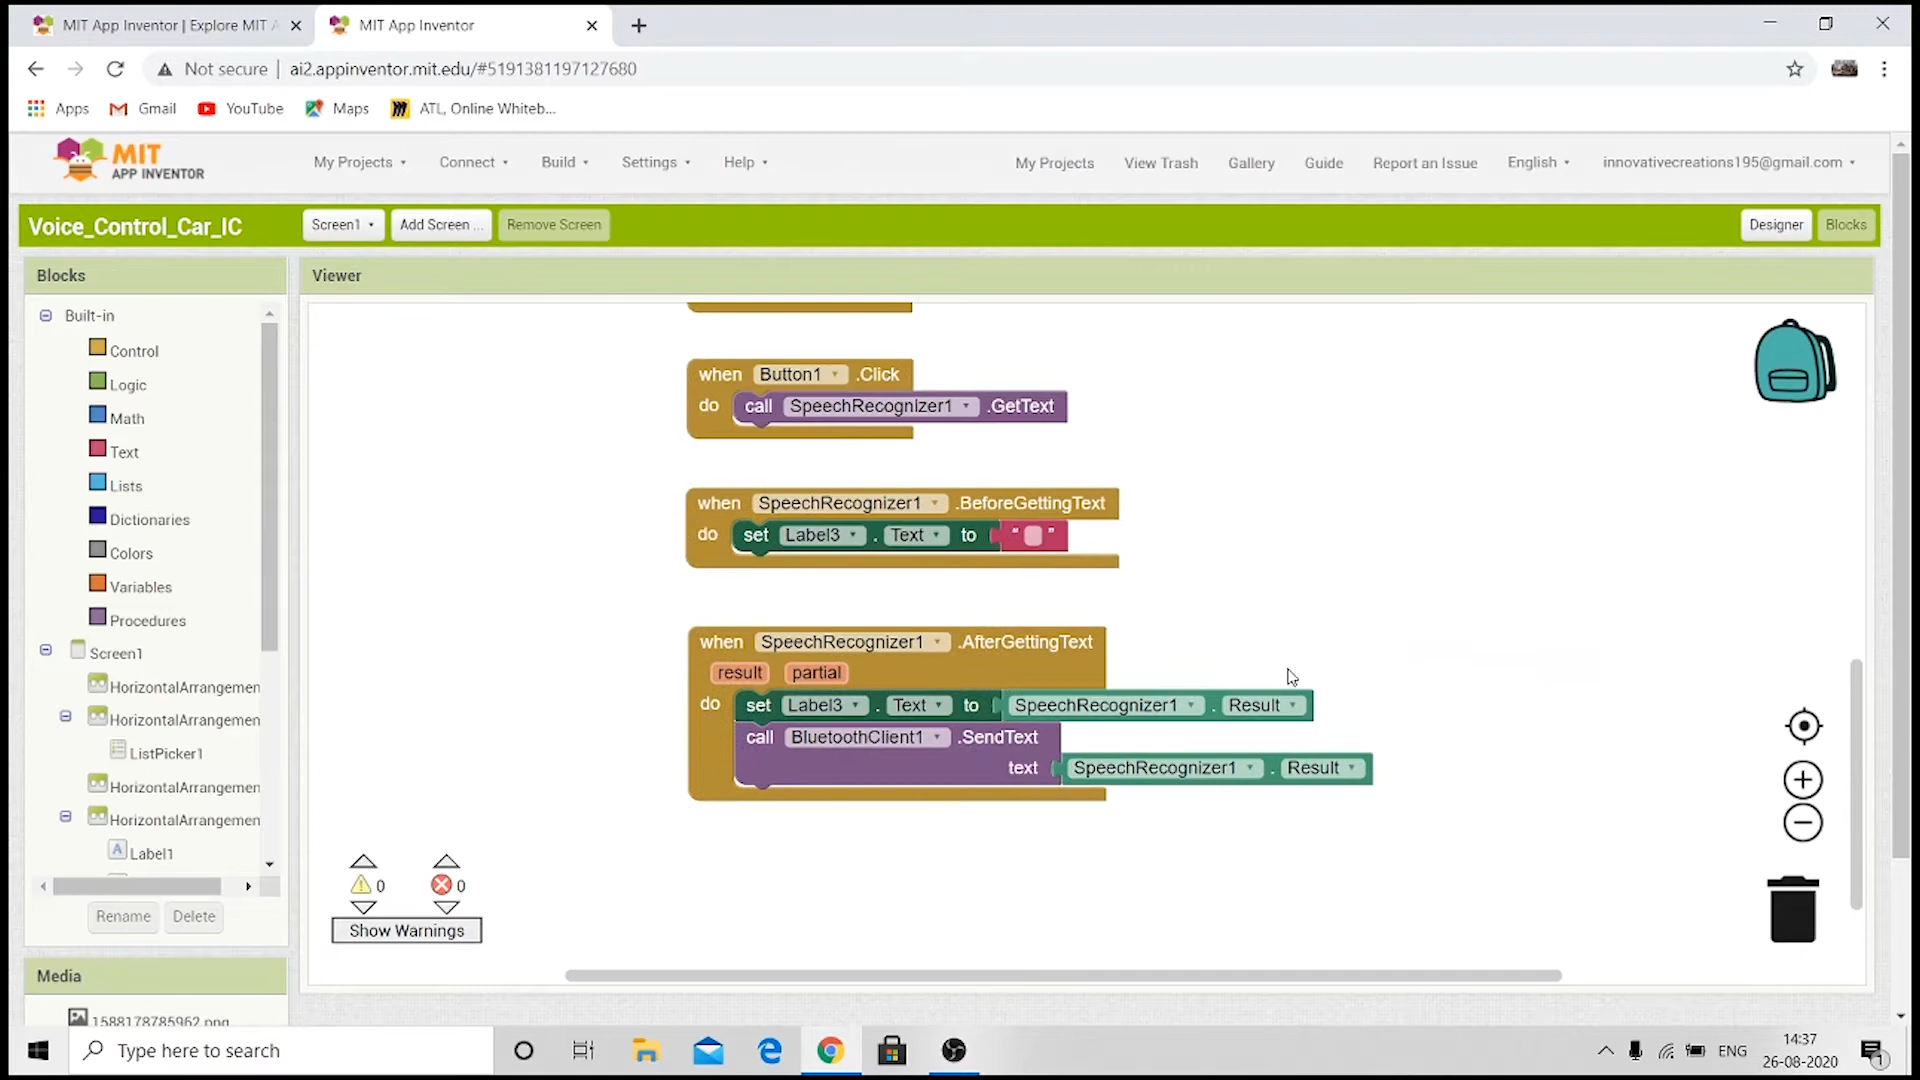 MIT App Inventor | Explore MIT A
MIT App Inventor
Not secure | ai2.appinventor.mit.edu/#5191381197127680
Apps
Gmail
YouTube
Maps
ATL, Online Whiteb...
MIT
APP INVENTOR
My Projects
Connect
Build
Settings
Help
My Projects
View Trash
Gallery
Guide
Report an Issue
English
innovativecreations195@gmail.com
Voice_Control_Car_IC
Screen1
Add Screen ...
Remove Screen
Designer
Blocks
Blocks
Built-in
Control
Logic
Math
Text
Lists
Dictionaries
Colors
Variables
Procedures
Screen1
HorizontalArrangemen
HorizontalArrangemen
ListPicker1
HorizontalArrangemen
HorizontalArrangemen
Label1
Rename
Delete
Media
1588178785962.png
Viewer
when Button1 .Click
do call SpeechRecognizer1 .GetText
when SpeechRecognizer1 .BeforeGettingText
do set Label3 . Text to " "
when SpeechRecognizer1 .AfterGettingText
result partial
do set Label3 . Text to SpeechRecognizer1 . Result
call BluetoothClient1 .SendText
text SpeechRecognizer1 . Result
0 0
Show Warnings
Type here to search
ENG
14:37
26-08-2020
1